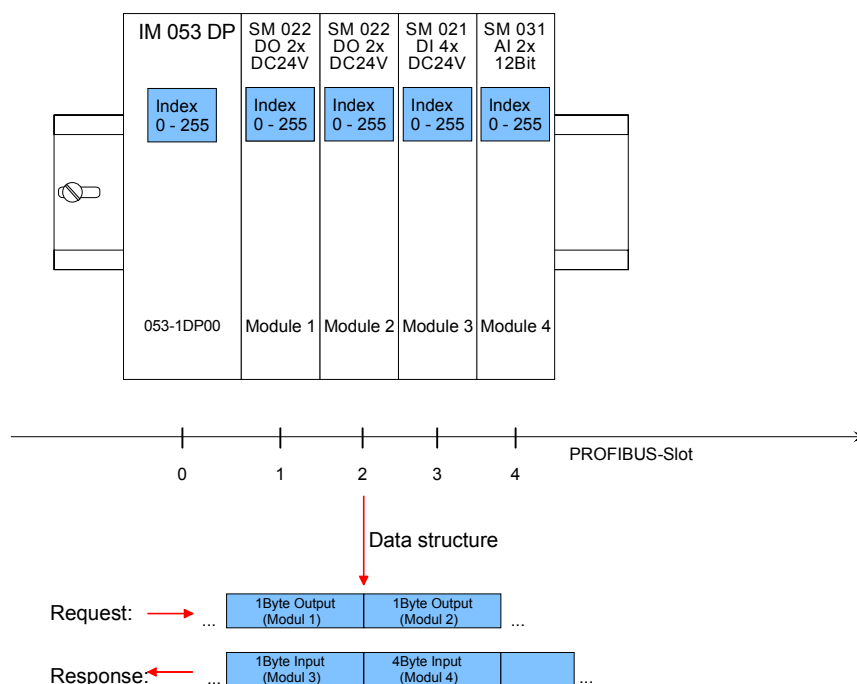 IM 053 DP
SM 022
DO 2x
DC24V
SM 022
DO 2x
DC24V
SM 021
DI 4x
DC24V
SM 031
AI 2x
12Bit
Index
0 - 255
Index
0 - 255
Index
0 - 255
Index
0 - 255
Index
0 - 255
053-1DP00
Module 1
Module 2
Module 3
Module 4
0
1
2
3
4
PROFIBUS-Slot
Data structure
Request:
...
1Byte Output
(Modul 1)
1Byte Output
(Modul 2)
...
Response:
...
1Byte Input
(Modul 3)
4Byte Input
(Modul 4)
...